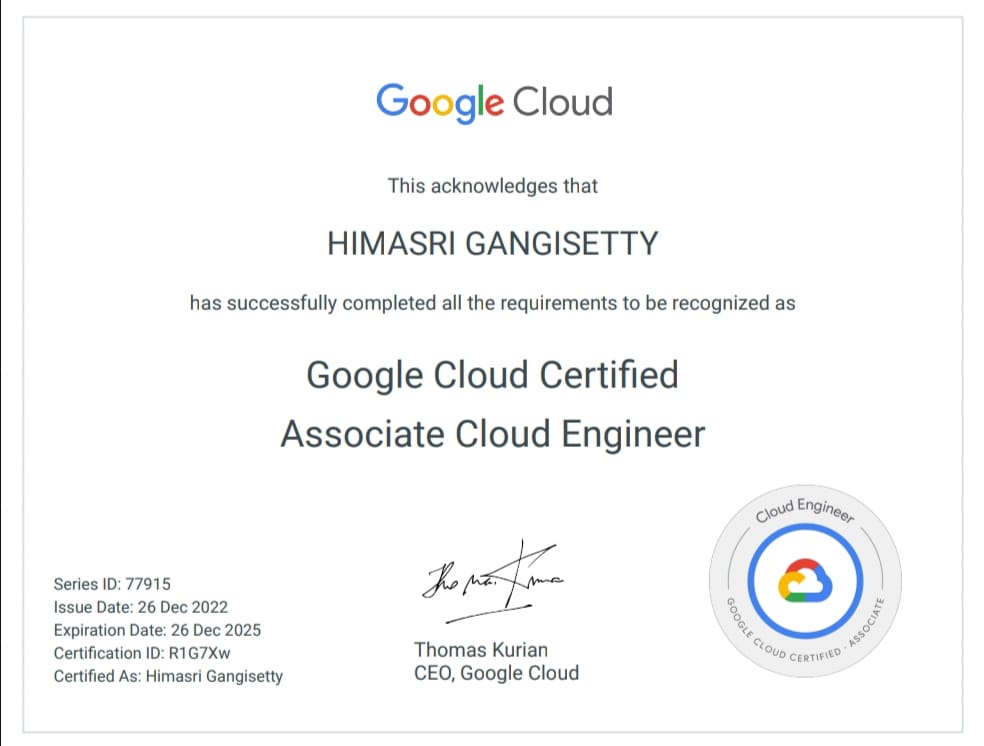 Google Cloud
This acknowledges that
HIMASRI GANGISETTY
has successfully completed all the requirements to be recognized as
Google Cloud Certified
Associate Cloud Engineer
Series ID: 77915
Issue Date: 26 Dec 2022
Expiration Date: 26 Dec 2025
Certification ID: R1G7Xw
Certified As: Himasri Gangisetty
Thomas Kurian
CEO, Google Cloud
Cloud Engineer
GOOGLE CLOUD CERTIFIED · ASSOCIATE